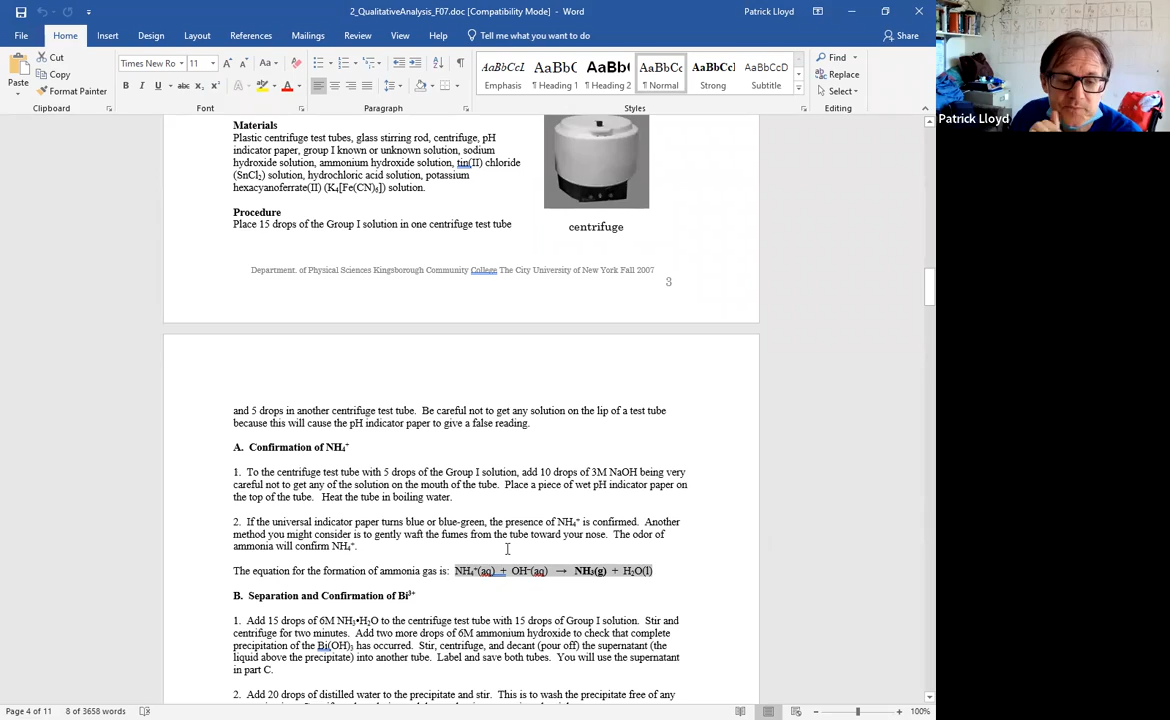 2_QualitativeAnalysis_F07.doc [Compatibility Mode] - Word
Patrick Lloyd
File Home Insert Design Layout References Mailings Review View Help Tell me what you want to do Share
Paste
Cut
Copy
Format Painter
Clipboard
Times New Ro 11
Font
Paragraph
AaBbCcI AaBbC AaBb( AaBbCc AaBbCcI AaBbCcD
Emphasis ¶ Heading 1 ¶ Heading 2 ¶ Normal Strong Subtitle
Styles
Find
Replace
Select
Editing
Patrick Lloyd
Materials
Plastic centrifuge test tubes, glass stirring rod, centrifuge, pH
indicator paper, group I known or unknown solution, sodium
hydroxide solution, ammonium hydroxide solution, tin(II) chloride
(SnCl₂) solution, hydrochloric acid solution, potassium
hexacyanoferrate(II) (K₄[Fe(CN)₆]) solution.
Procedure
Place 15 drops of the Group I solution in one centrifuge test tube
centrifuge
Department. of Physical Sciences Kingsborough Community College The City University of New York Fall 2007
3
and 5 drops in another centrifuge test tube. Be careful not to get any solution on the lip of a test tube
because this will cause the pH indicator paper to give a false reading.
A. Confirmation of NH₄⁺
1. To the centrifuge test tube with 5 drops of the Group I solution, add 10 drops of 3M NaOH being very
careful not to get any of the solution on the mouth of the tube. Place a piece of wet pH indicator paper on
the top of the tube. Heat the tube in boiling water.
2. If the universal indicator paper turns blue or blue-green, the presence of NH₄⁺ is confirmed. Another
method you might consider is to gently waft the fumes from the tube toward your nose. The odor of
ammonia will confirm NH₄⁺.
The equation for the formation of ammonia gas is: NH₄⁺(aq) + OH⁻(aq) → NH₃(g) + H₂O(l)
B. Separation and Confirmation of Bi³⁺
1. Add 15 drops of 6M NH₃•H₂O to the centrifuge test tube with 15 drops of Group I solution. Stir and
centrifuge for two minutes. Add two more drops of 6M ammonium hydroxide to check that complete
precipitation of the Bi(OH)₃ has occurred. Stir, centrifuge, and decant (pour off) the supernatant (the
liquid above the precipitate) into another tube. Label and save both tubes. You will use the supernatant
in part C.
2. Add 20 drops of distilled water to the precipitate and stir. This is to wash the precipitate free of any
Page 4 of 11 8 of 3658 words 100%